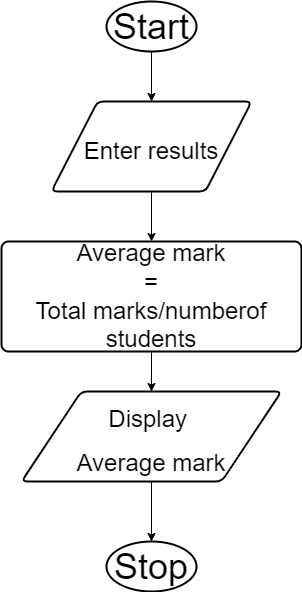 Start
Enter results
Average mark
=
Total marks/numberof
students
Display
Average mark
Stop